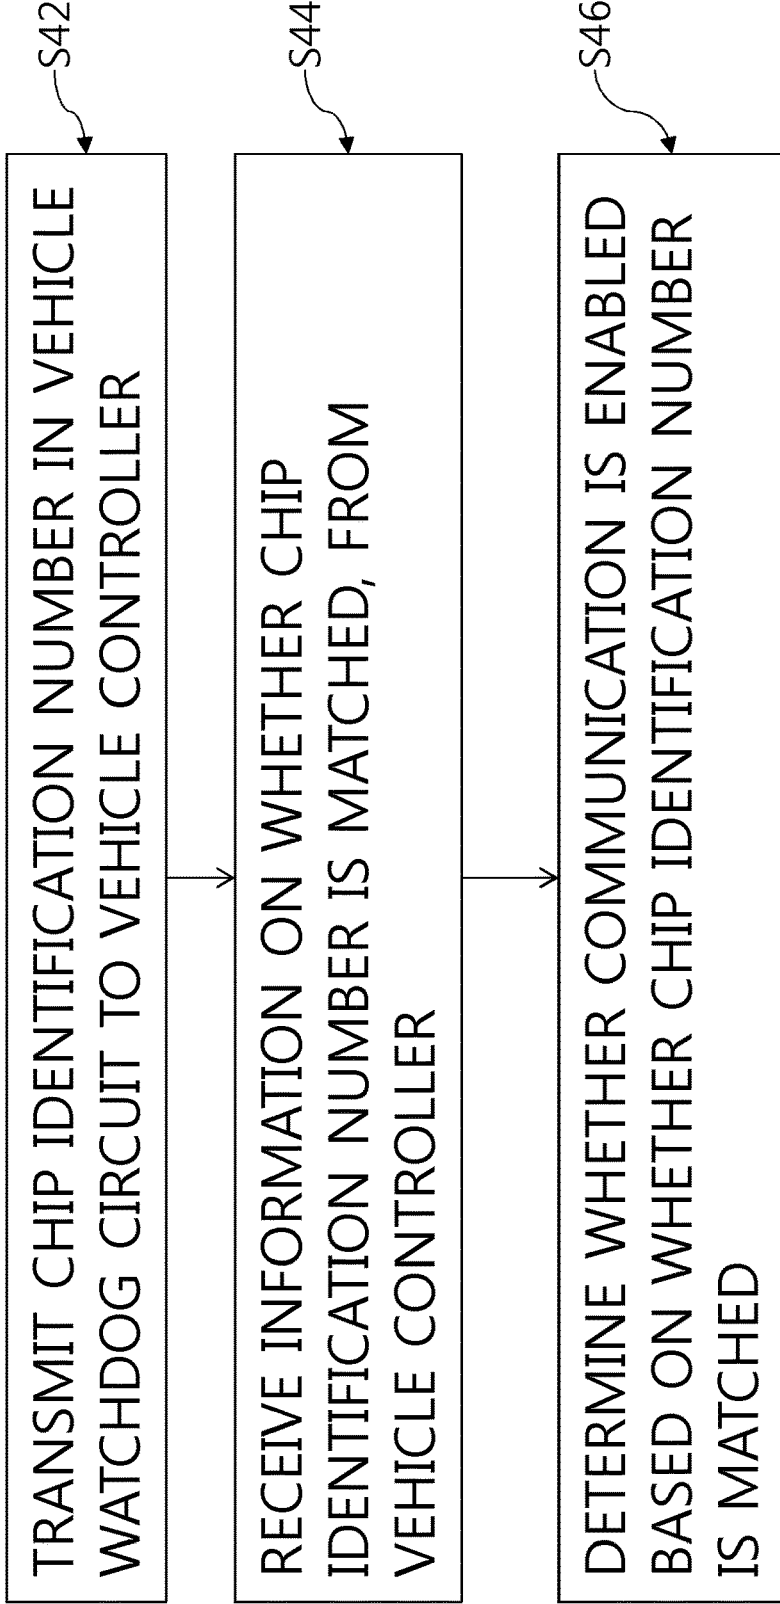 TRANSMIT CHIP IDENTIFICATION NUMBER IN VEHICLE
WATCHDOG CIRCUIT TO VEHICLE CONTROLLER
S42
RECEIVE INFORMATION ON WHETHER CHIP
IDENTIFICATION NUMBER IS MATCHED, FROM
VEHICLE CONTROLLER
S44
DETERMINE WHETHER COMMUNICATION IS ENABLED
BASED ON WHETHER CHIP IDENTIFICATION NUMBER
IS MATCHED
S46